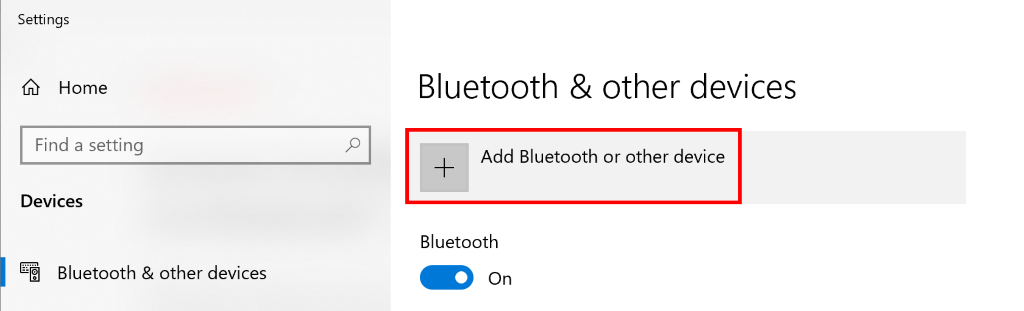 Settings
Home
Find a setting
Devices
Bluetooth & other devices
Bluetooth & other devices
Add Bluetooth or other device
Bluetooth
On